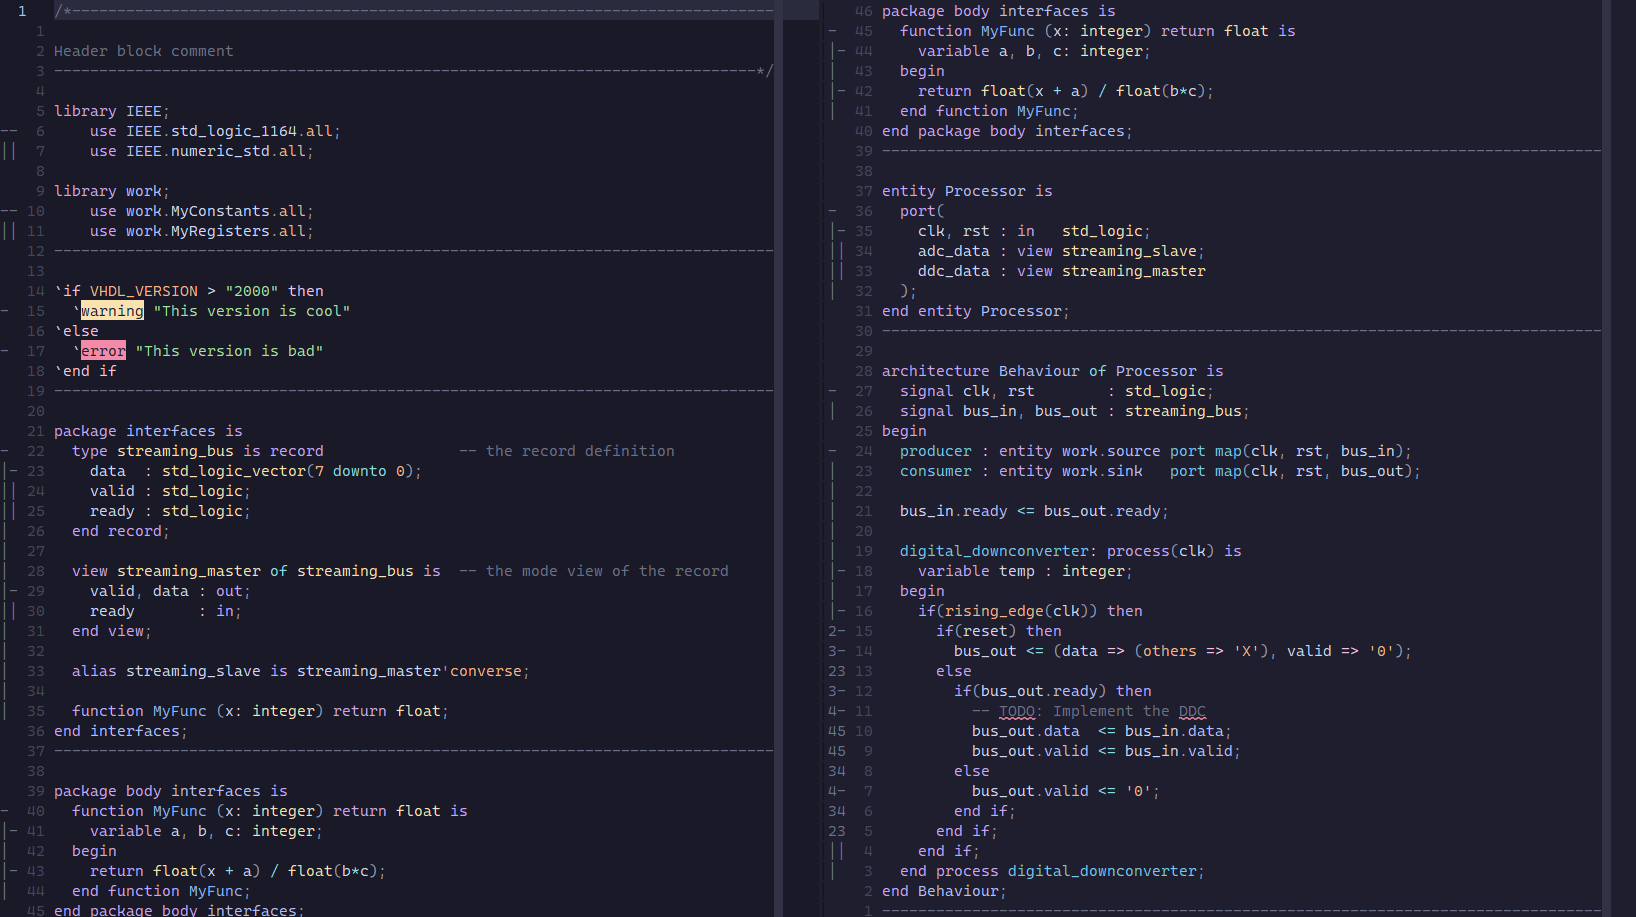 1 /*------------------------------------------------------------------------------
1
2 Header block comment
3 ------------------------------------------------------------------------------*/
4
5 library IEEE;
6     use IEEE.std_logic_1164.all;
7     use IEEE.numeric_std.all;
8
9 library work;
10     use work.MyConstants.all;
11     use work.MyRegisters.all;
12 --------------------------------------------------------------------------------
13
14 `if VHDL_VERSION > "2000" then
15   `warning "This version is cool"
16 `else
17   `error "This version is bad"
18 `end if
19 --------------------------------------------------------------------------------
20
21 package interfaces is
22   type streaming_bus is record               -- the record definition
23     data  : std_logic_vector(7 downto 0);
24     valid : std_logic;
25     ready : std_logic;
26   end record;
27
28   view streaming_master of streaming_bus is  -- the mode view of the record
29     valid, data : out;
30     ready       : in;
31   end view;
32
33   alias streaming_slave is streaming_master'converse;
34
35   function MyFunc (x: integer) return float;
36 end interfaces;
37 --------------------------------------------------------------------------------
38
39 package body interfaces is
40   function MyFunc (x: integer) return float is
41     variable a, b, c: integer;
42   begin
43     return float(x + a) / float(b*c);
44   end function MyFunc;
45 end package body interfaces;
46 package body interfaces is
45   function MyFunc (x: integer) return float is
44     variable a, b, c: integer;
43   begin
42     return float(x + a) / float(b*c);
41   end function MyFunc;
40 end package body interfaces;
39 --------------------------------------------------------------------------------
38
37 entity Processor is
36   port(
35     clk, rst : in   std_logic;
34     adc_data : view streaming_slave;
33     ddc_data : view streaming_master
32   );
31 end entity Processor;
30 --------------------------------------------------------------------------------
29
28 architecture Behaviour of Processor is
27   signal clk, rst        : std_logic;
26   signal bus_in, bus_out : streaming_bus;
25 begin
24   producer : entity work.source port map(clk, rst, bus_in);
23   consumer : entity work.sink   port map(clk, rst, bus_out);
22
21   bus_in.ready <= bus_out.ready;
20
19   digital_downconverter: process(clk) is
18     variable temp : integer;
17   begin
16     if(rising_edge(clk)) then
2- 15       if(reset) then
3- 14         bus_out <= (data => (others => 'X'), valid => '0');
23 13       else
3- 12         if(bus_out.ready) then
4- 11           -- TODO: Implement the DDC
45 10           bus_out.data  <= bus_in.data;
45 9           bus_out.valid <= bus_in.valid;
34 8         else
4- 7           bus_out.valid <= '0';
34 6         end if;
23 5       end if;
4     end if;
3   end process digital_downconverter;
2 end Behaviour;
1 --------------------------------------------------------------------------------